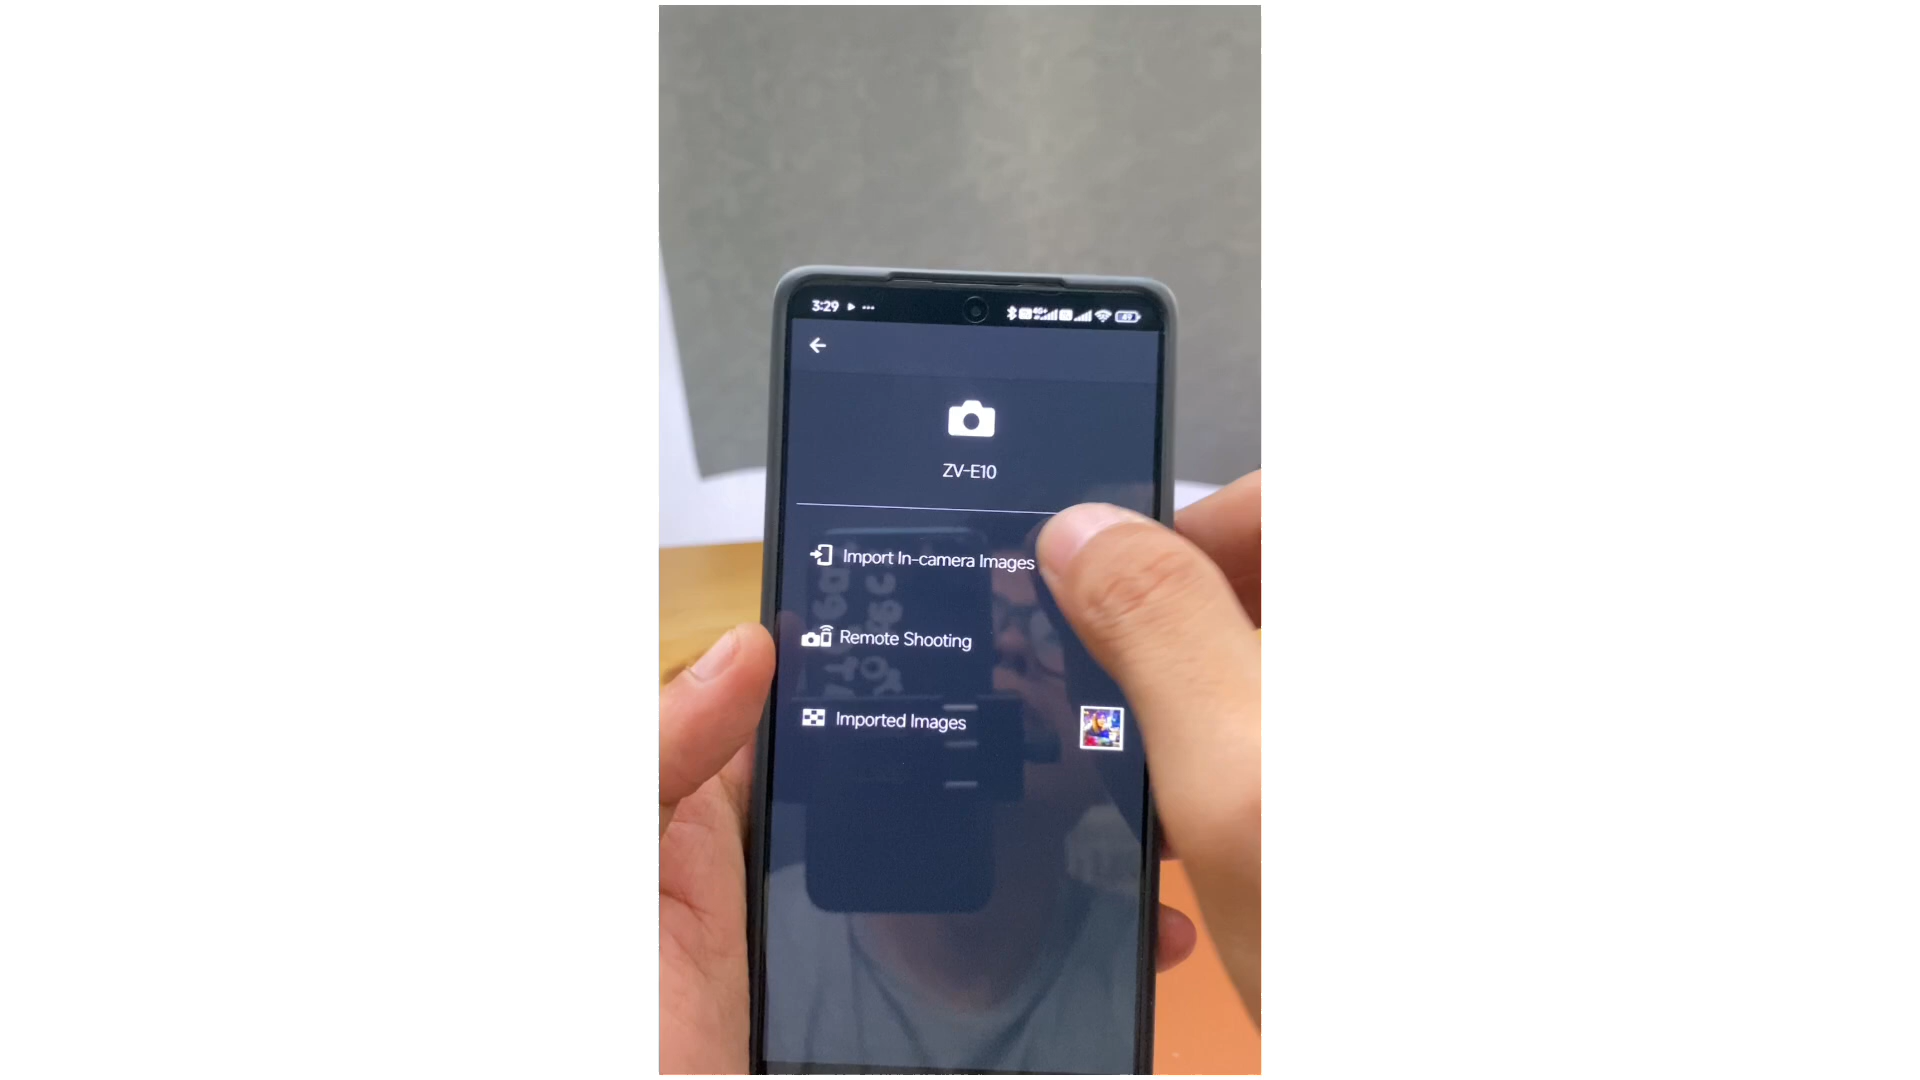 3:29
ZV-E10
Import In-camera Images
Remote Shooting
Imported Images